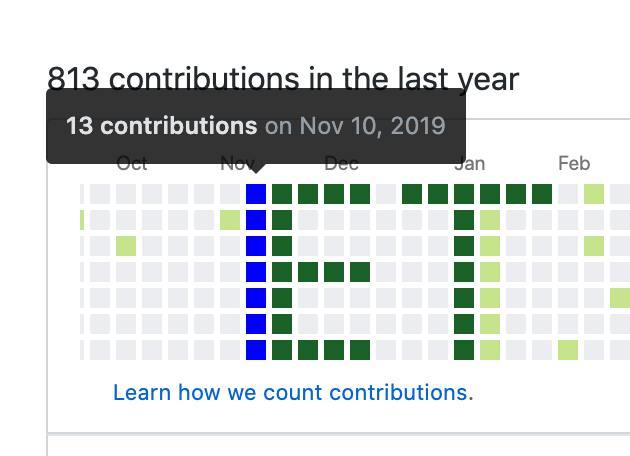 813 contributions in the last year
13 contributions on Nov 10, 2019
Oct Nov Dec Jan Feb
Learn how we count contributions.